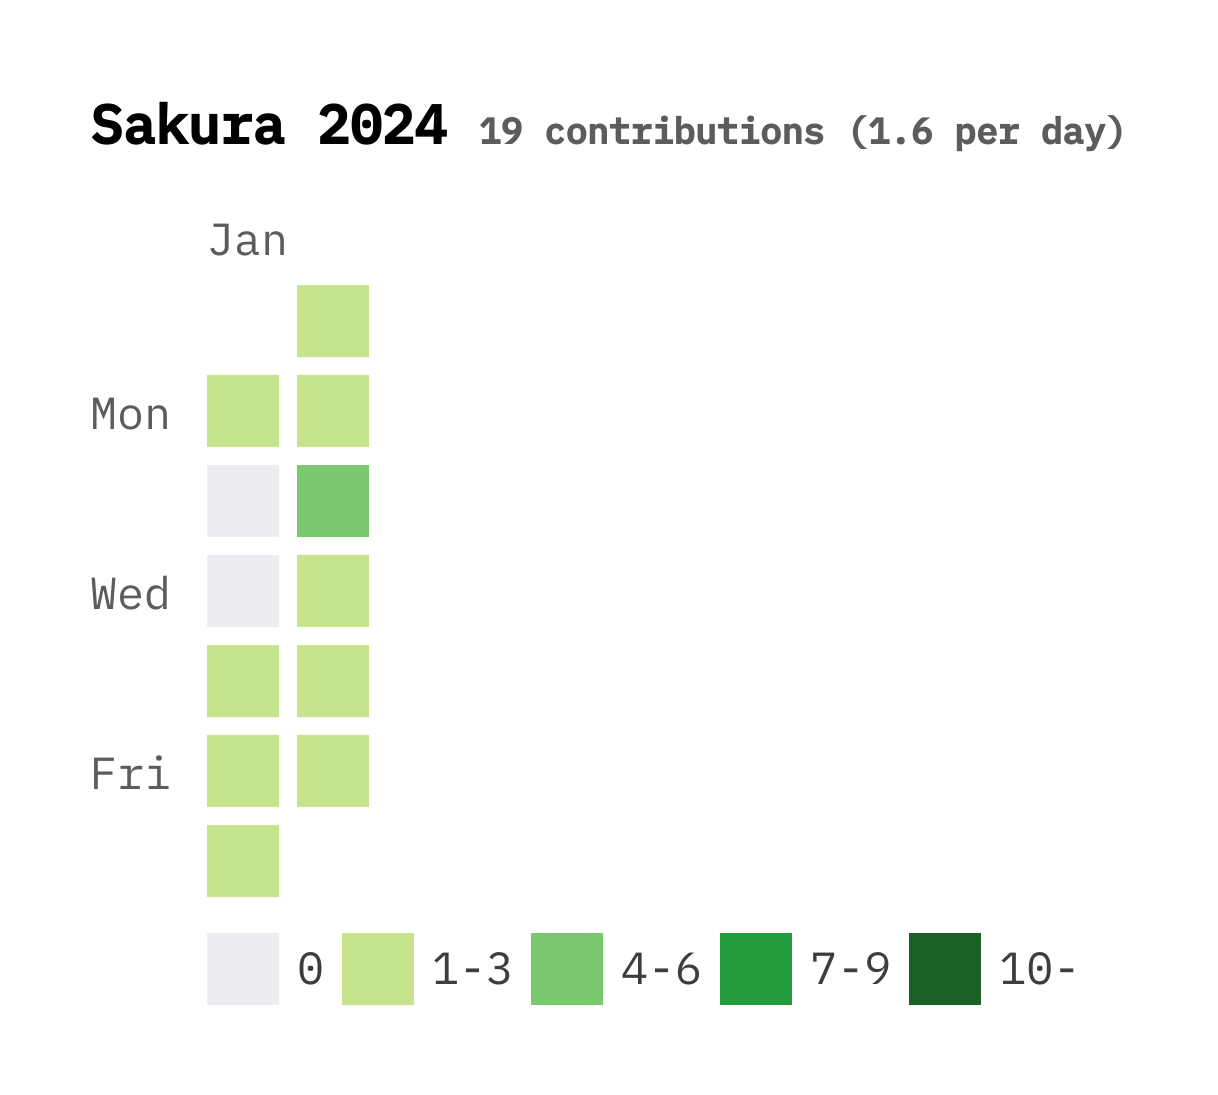 Sakura 2024 19 contributions (1.6 per day)
Jan
Mon
Wed
Fri
0 1-3 4-6 7-9 10-